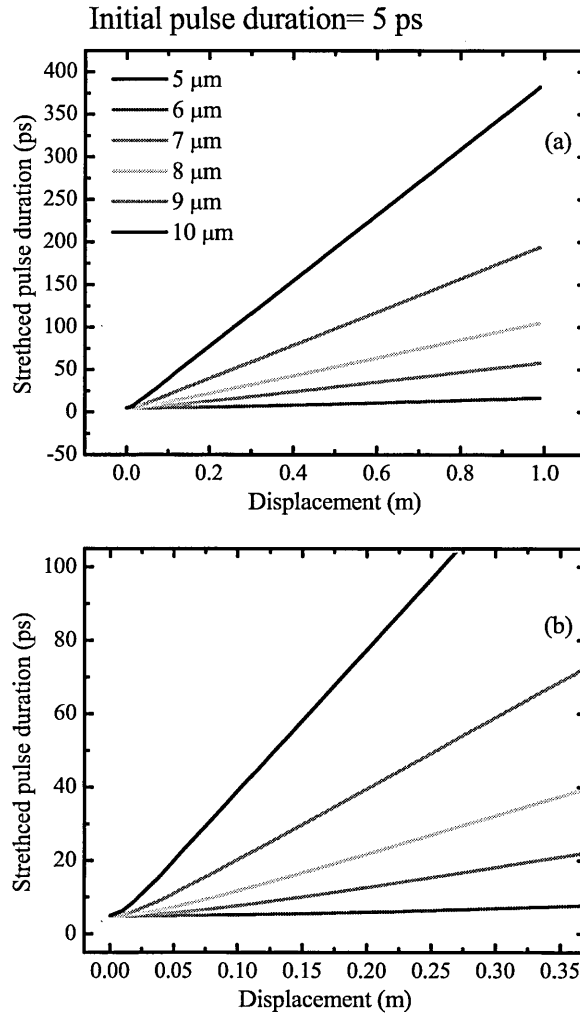 Initial pulse duration= 5 ps
400
350
300
250
200
150
100
50
0
-50
Strethced pulse duration (ps)
5 μm
6 μm
7 μm
8 μm
9 μm
10 μm
(a)
0.0
0.2
0.4
0.6
0.8
1.0
Displacement (m)
100
80
60
40
20
0
Strethced pulse duration (ps)
(b)
0.00
0.05
0.10
0.15
0.20
0.25
0.30
0.35
Displacement (m)